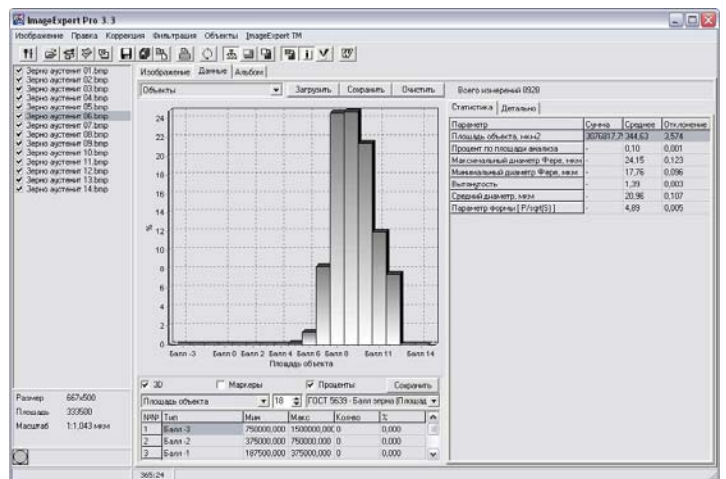 ImageExpert Pro 3.3
Изображение Правка Коррекция Фильтрация Объекты ImageExpert TM
Зерно аустенит 01.bmp
Зерно аустенит 02.bmp
Зерно аустенит 03.bmp
Зерно аустенит 04.bmp
Зерно аустенит 05.bmp
Зерно аустенит 06.bmp
Зерно аустенит 07.bmp
Зерно аустенит 08.bmp
Зерно аустенит 09.bmp
Зерно аустенит 10.bmp
Зерно аустенит 11.bmp
Зерно аустенит 12.bmp
Зерно аустенит 13.bmp
Зерно аустенит 14.bmp
Размер 667x500
Площадь 333500
Масштаб 1:1,043 мкм
Изображение Данные Альбом
Объекты Загрузить Сохранить Очистить Всего измерений 8928
24
22
20
18
16
14
12
10
8
6
4
2
0
%
Балл -3 Балл 0 Балл 2 Балл 4 Балл 6 Балл 8 Балл 11 Балл 14
Площадь объекта
3D Маркеры Проценты Сохранить
Площадь объекта 18 ГОСТ 5639 - Балл зерна (Площад
№№ Тип Мин Макс Кол-во %
1 Балл -3 750000,000 1500000,00 0 0,000
2 Балл -2 375000,000 750000,000 0 0,000
3 Балл -1 187500,000 375000,000 0 0,000
Статистика Детально
Параметр Сумма Среднее Отклонение
Площадь объекта, мкм2 3076817,7 344,63 3,574
Процент по площади анализа - 0,10 0,001
Максимальный диаметр Фере, мкм - 24,15 0,123
Минимальный диаметр Фере, мкм - 17,76 0,096
Вытянутость - 1,39 0,003
Средний диаметр, мкм - 20,96 0,107
Параметр формы [ P/sqrt(S) ] - 4,89 0,005
365:24